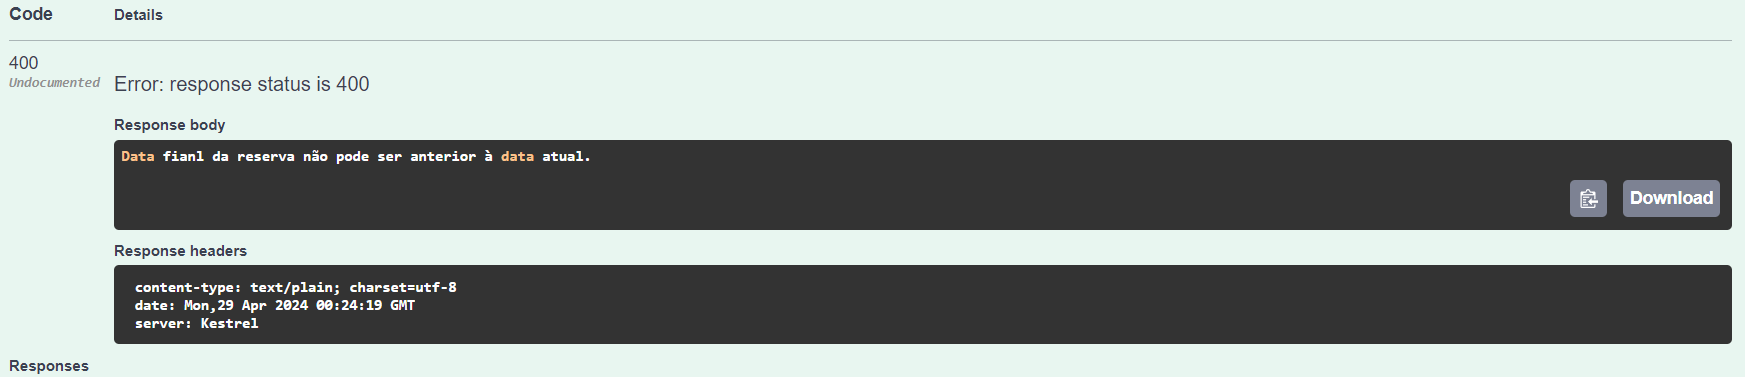 Code Details
400
Undocumented
Error: response status is 400
Response body
Data fianl da reserva não pode ser anterior à data atual.
Download
Response headers
content-type: text/plain; charset=utf-8
date: Mon,29 Apr 2024 00:24:19 GMT
server: Kestrel
Responses